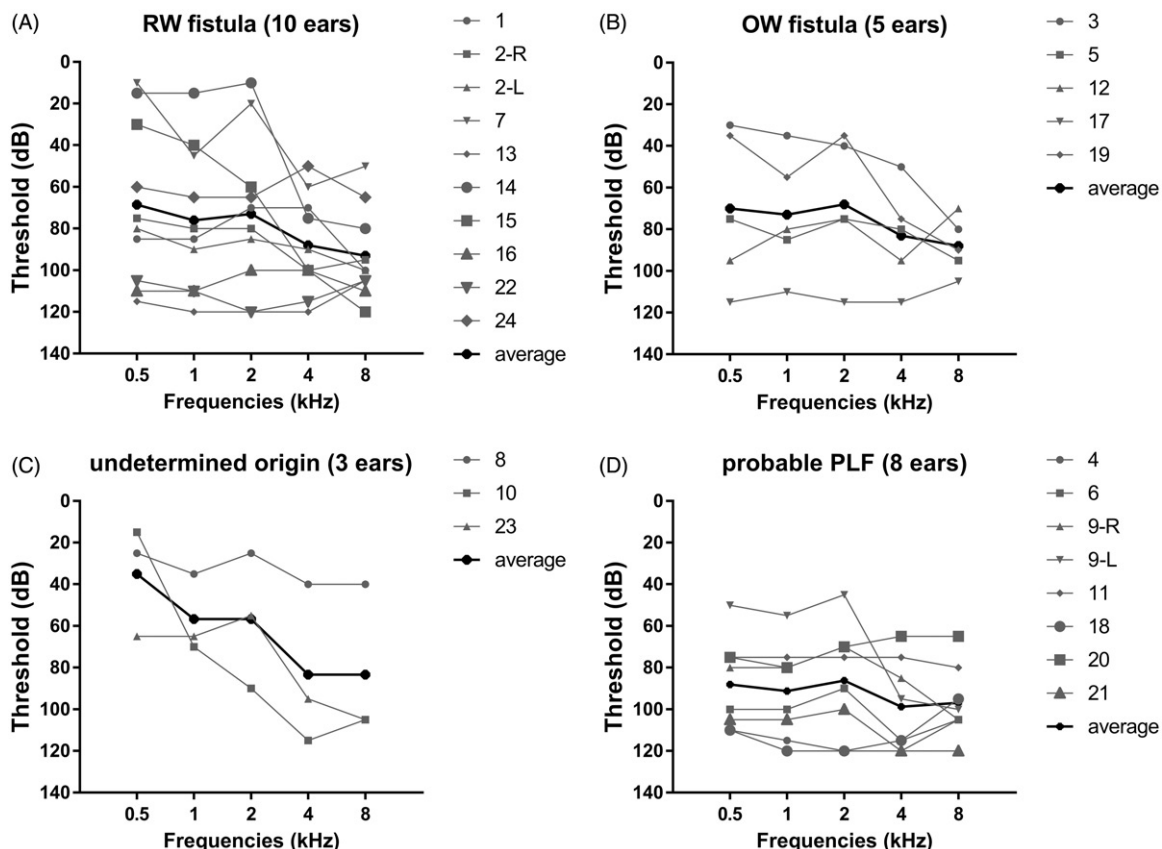 (A)
RW fistula (10 ears)
Threshold (dB)
0
20
40
60
80
100
120
140
0.5 1 2 4 8
Frequencies (kHz)
1
2-R
2-L
7
13
14
15
16
22
24
average
(B)
OW fistula (5 ears)
Threshold (dB)
0
20
40
60
80
100
120
140
0.5 1 2 4 8
Frequencies (kHz)
3
5
12
17
19
average
(C)
undetermined origin (3 ears)
Threshold (dB)
0
20
40
60
80
100
120
140
0.5 1 2 4 8
Frequencies (kHz)
8
10
23
average
(D)
probable PLF (8 ears)
Threshold (dB)
0
20
40
60
80
100
120
140
0.5 1 2 4 8
Frequencies (kHz)
4
6
9-R
9-L
11
18
20
21
average